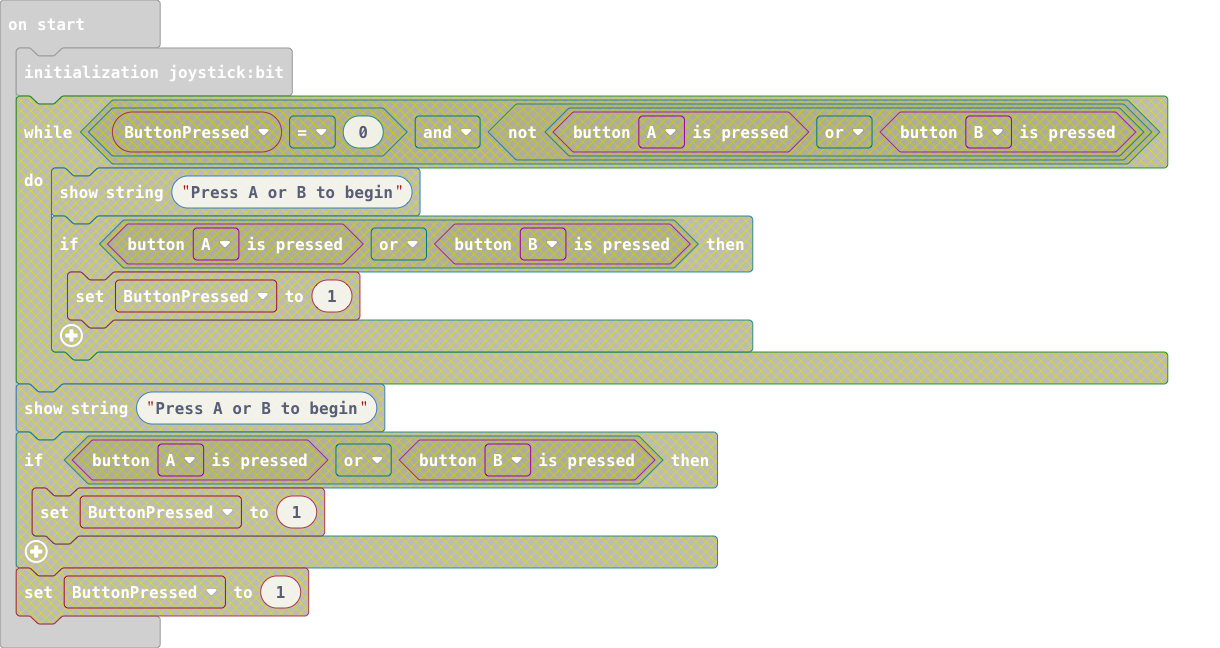 on start
initialization joystick:bit
while ButtonPressed = 0 and not button A is pressed or button B is pressed
do
show string "Press A or B to begin"
if button A is pressed or button B is pressed then
set ButtonPressed to 1
show string "Press A or B to begin"
if button A is pressed or button B is pressed then
set ButtonPressed to 1
set ButtonPressed to 1